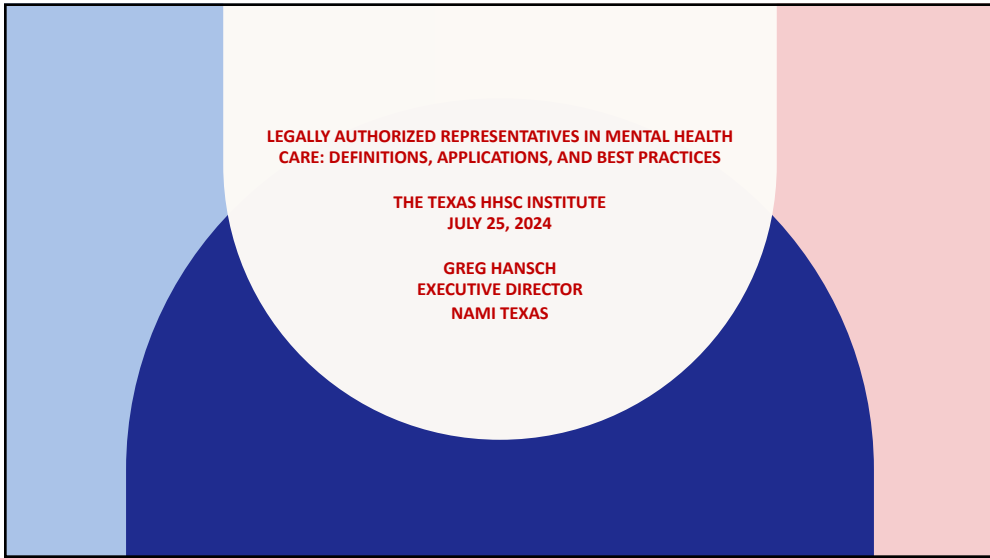 LEGALLY AUTHORIZED REPRESENTATIVES IN MENTAL HEALTH
CARE: DEFINITIONS, APPLICATIONS, AND BEST PRACTICES
THE TEXAS HHSC INSTITUTE
JULY 25, 2024
GREG HANSCH
EXECUTIVE DIRECTOR
NAMI TEXAS